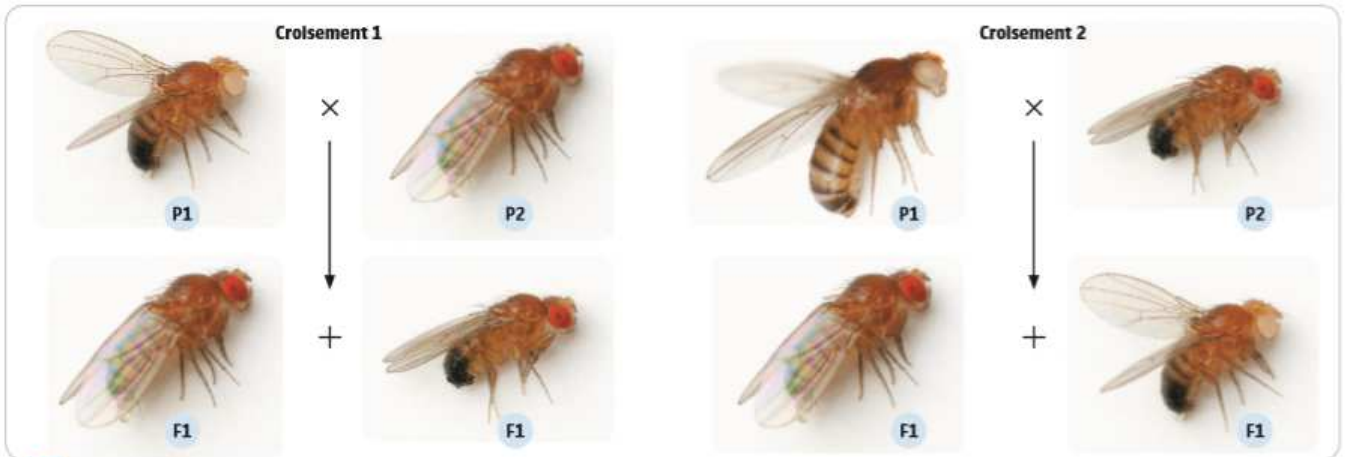 Croisement 1
Croisement 2
×
×
P1
P2
P1
P2
+
+
F1
F1
F1
F1